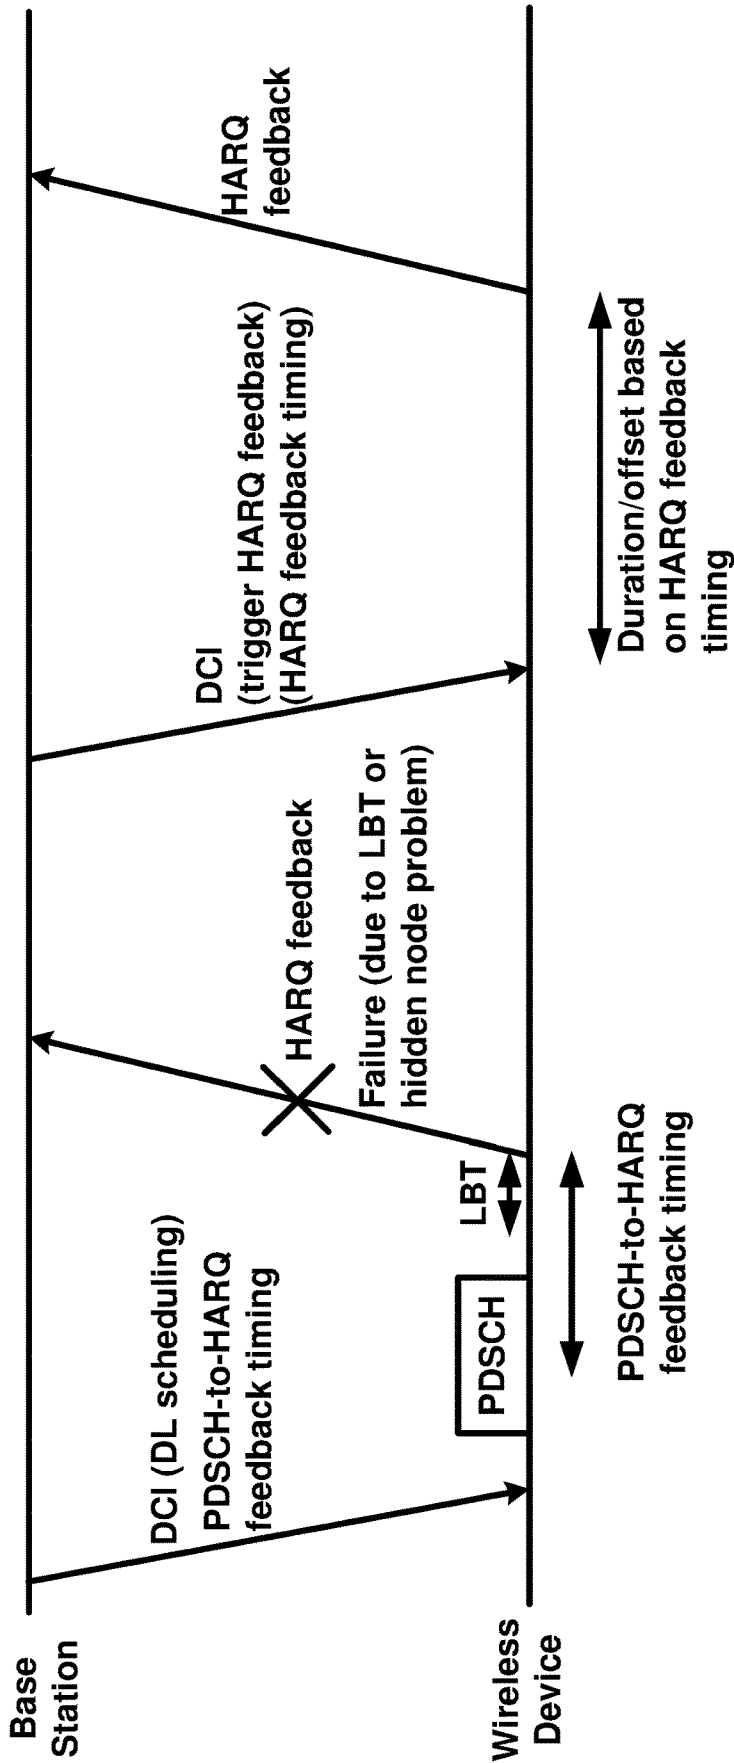 Base
Station
Wireless
Device
DCI (DL scheduling)
PDSCH-to-HARQ
feedback timing
PDSCH
LBT
PDSCH-to-HARQ
feedback timing
HARQ feedback
Failure (due to LBT or
hidden node problem)
DCI
(trigger HARQ feedback)
(HARQ feedback timing)
Duration/offset based
on HARQ feedback
timing
HARQ
feedback